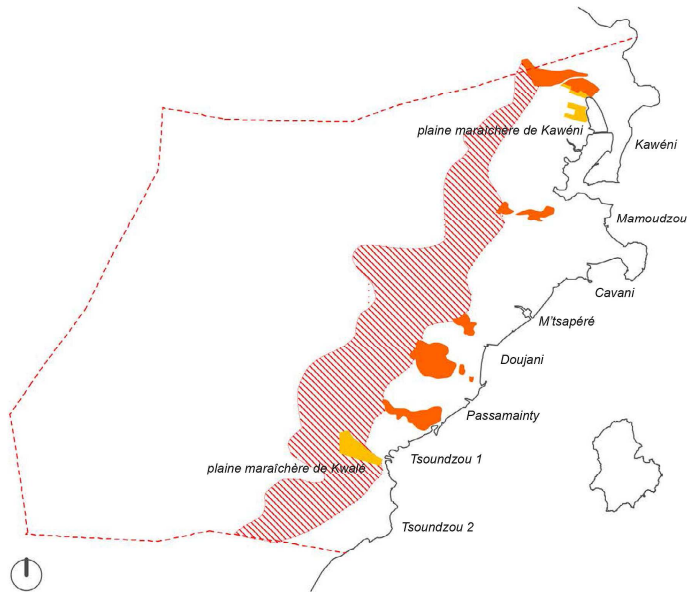 plaine maraîchère de Kawéni
Kawéni
Mamoudzou
Cavani
M'tsapéré
Doujani
Passamainty
Tsoundzou 1
plaine maraîchère de Kwalé
Tsoundzou 2